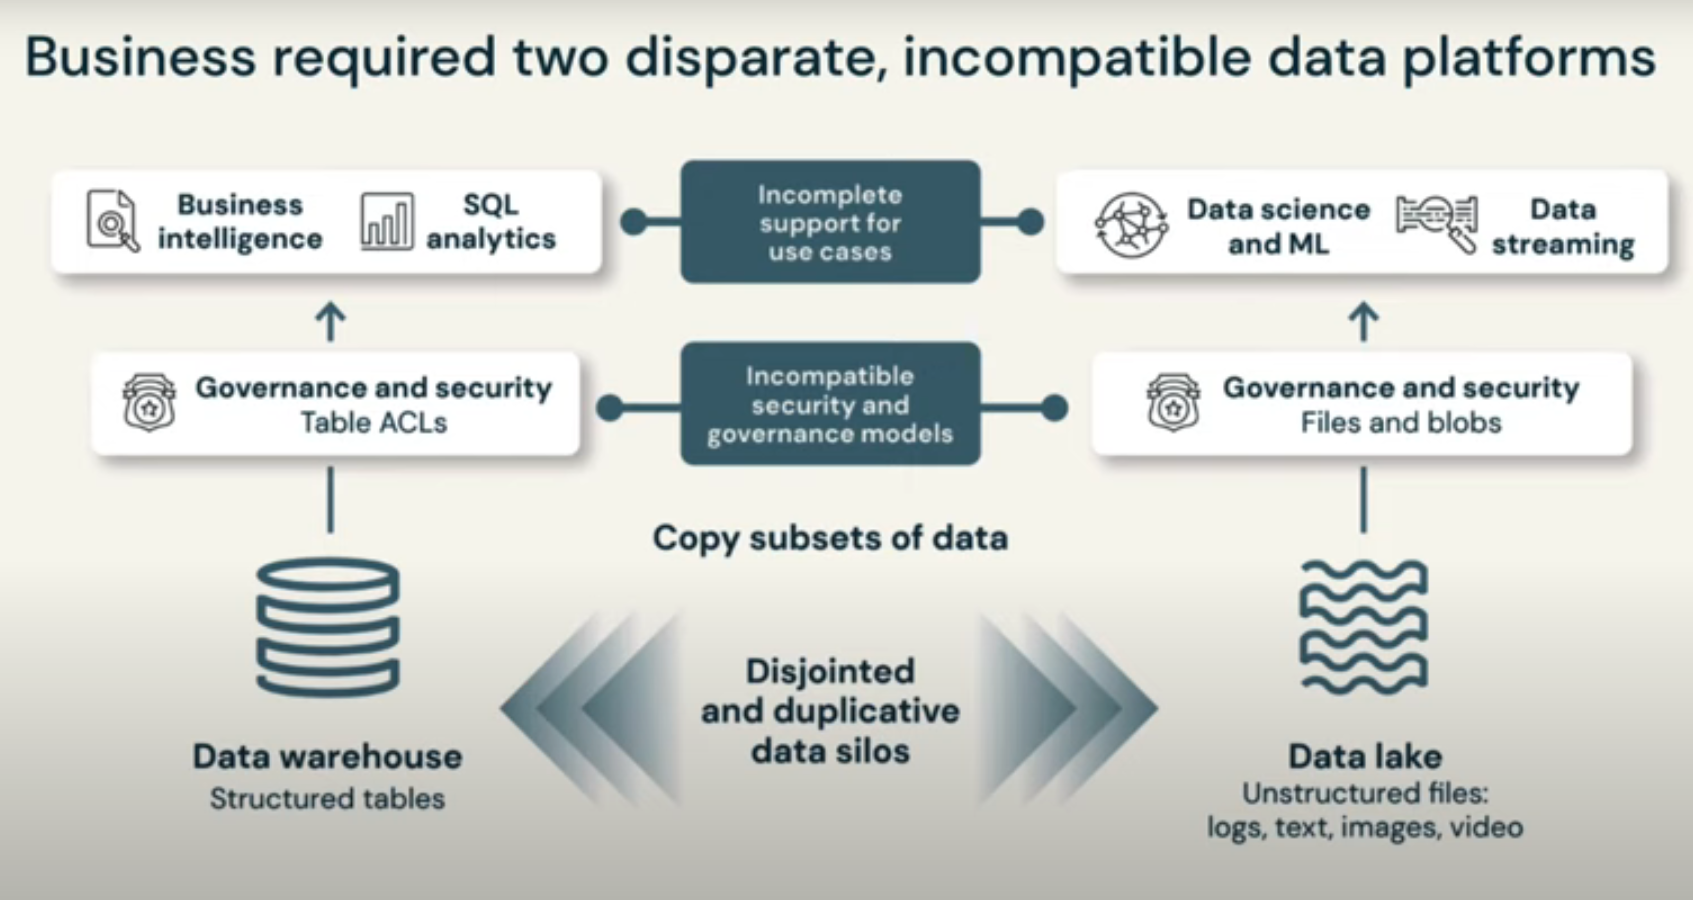 Business required two disparate, incompatible data platforms
Business
intelligence
SQL
analytics
Incomplete
support for
use cases
Data science
and ML
Data
streaming
Governance and security
Table ACLs
Incompatible
security and
governance models
Governance and security
Files and blobs
Copy subsets of data
Disjointed
and duplicative
data silos
Data warehouse
Structured tables
Data lake
Unstructured files:
logs, text, images, video